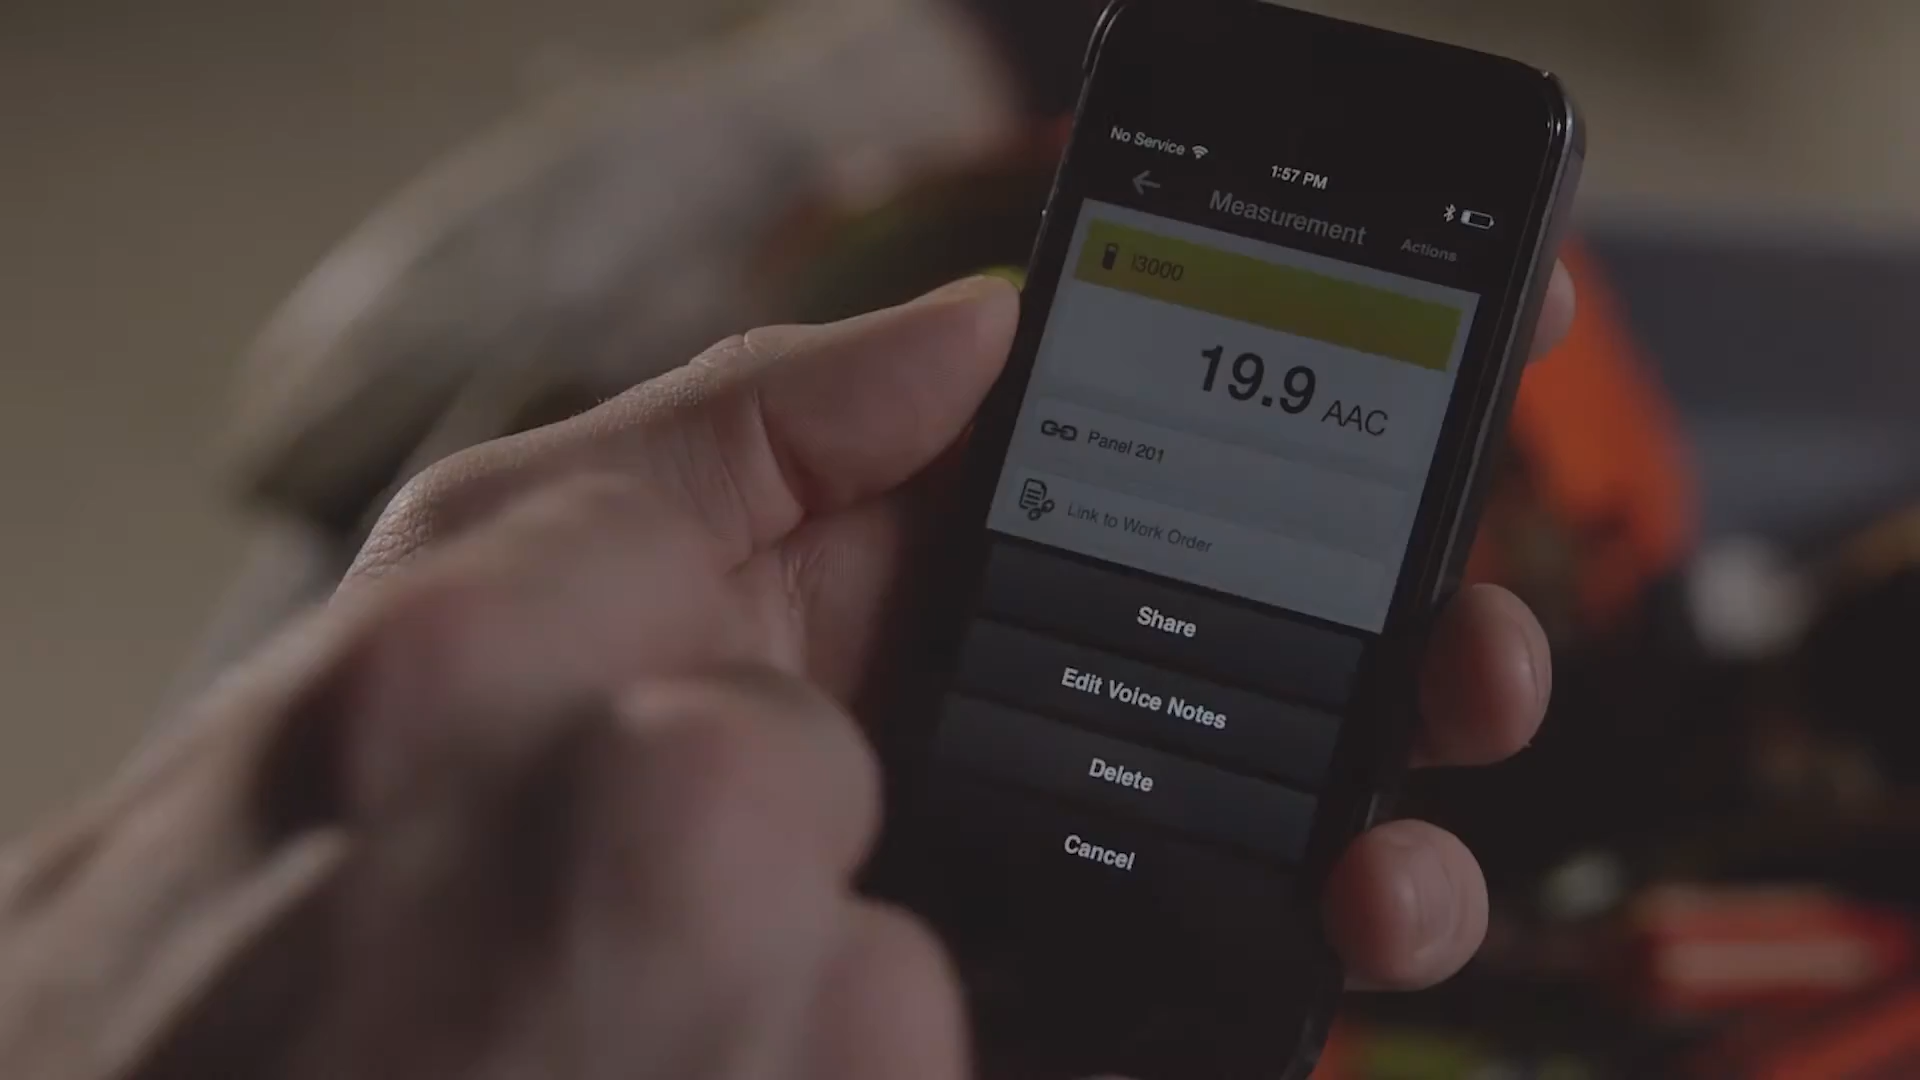 No Service
1:57 PM
Measurement
Actions
i3000
19.9 AAC
Panel 201
Link to Work Order
Share
Edit Voice Notes
Delete
Cancel